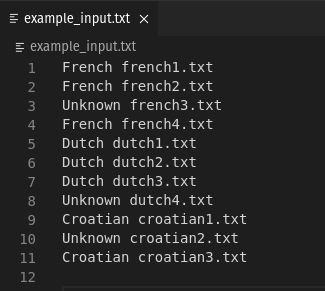 example_input.txt ×
example_input.txt
1 French french1.txt
2 French french2.txt
3 Unknown french3.txt
4 French french4.txt
5 Dutch dutch1.txt
6 Dutch dutch2.txt
7 Dutch dutch3.txt
8 Unknown dutch4.txt
9 Croatian croatian1.txt
10 Unknown croatian2.txt
11 Croatian croatian3.txt
12